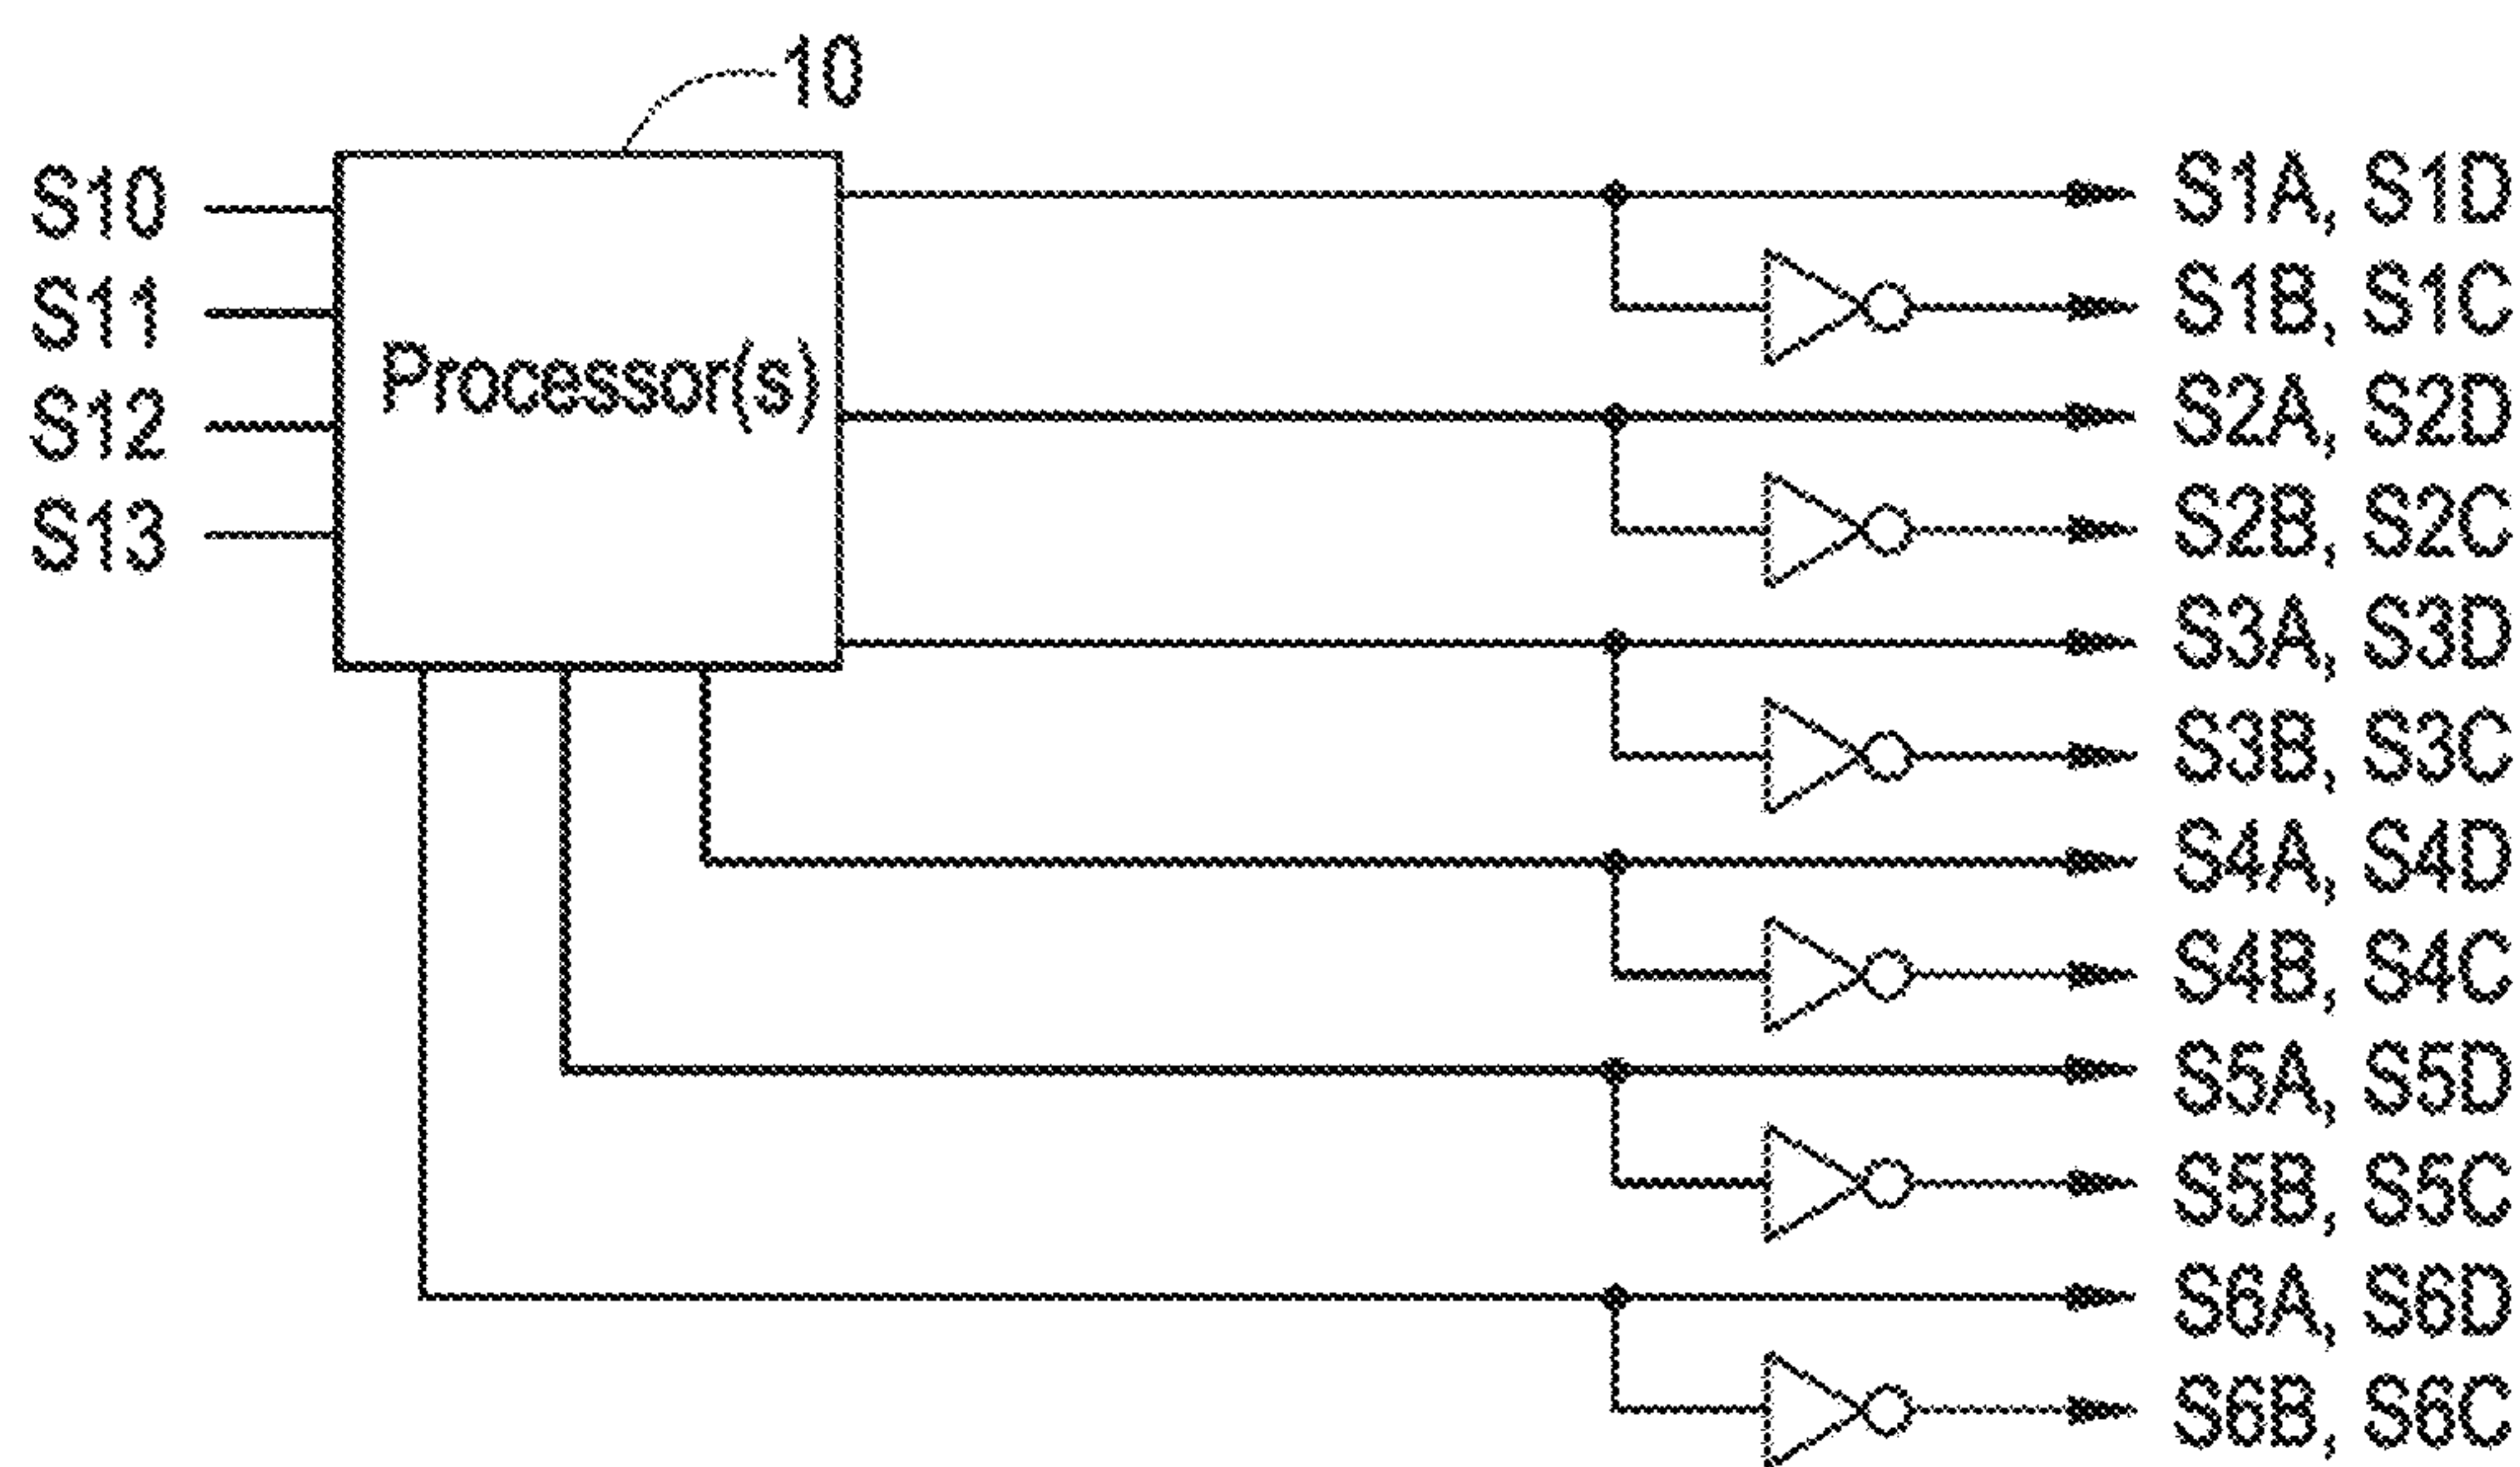 10
S10
S11
S12
S13
Processor(s)
S1A, S1D
S1B, S1C
S2A, S2D
S2B, S2C
S3A, S3D
S3B, S3C
S4A, S4D
S4B, S4C
S5A, S5D
S5B, S5C
S6A, S6D
S6B, S6C